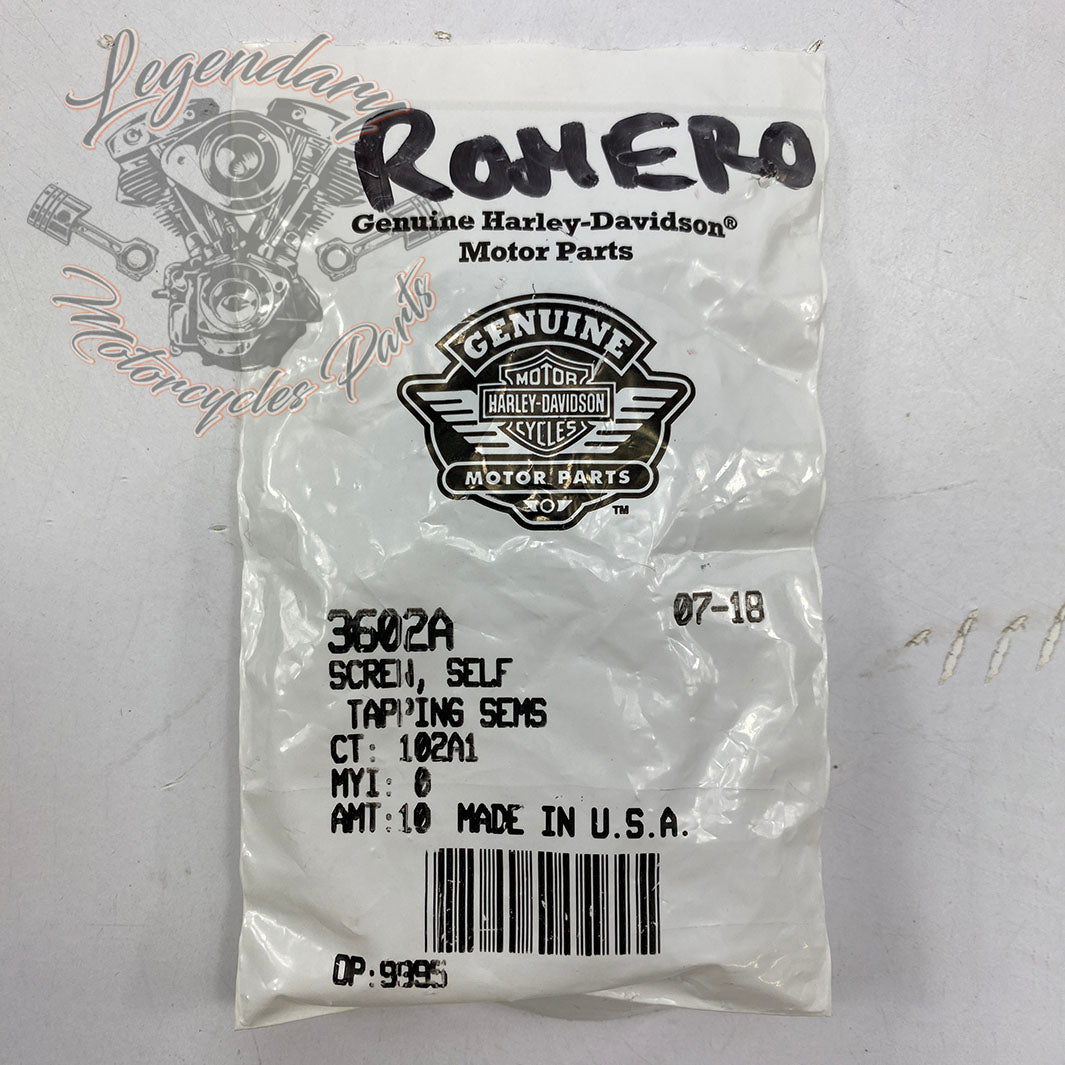 Legendary
Motorcycles Parts
ROMERO
Genuine Harley-Davidson®
Motor Parts
GENUINE
MOTOR
HARLEY-DAVIDSON
CYCLES
MOTOR PARTS
TM
3602A
07-18
SCREW, SELF
TAPPING SEMS
CT: 102A1
MYI: 0
AMT:10 MADE IN U.S.A.
OP:9995